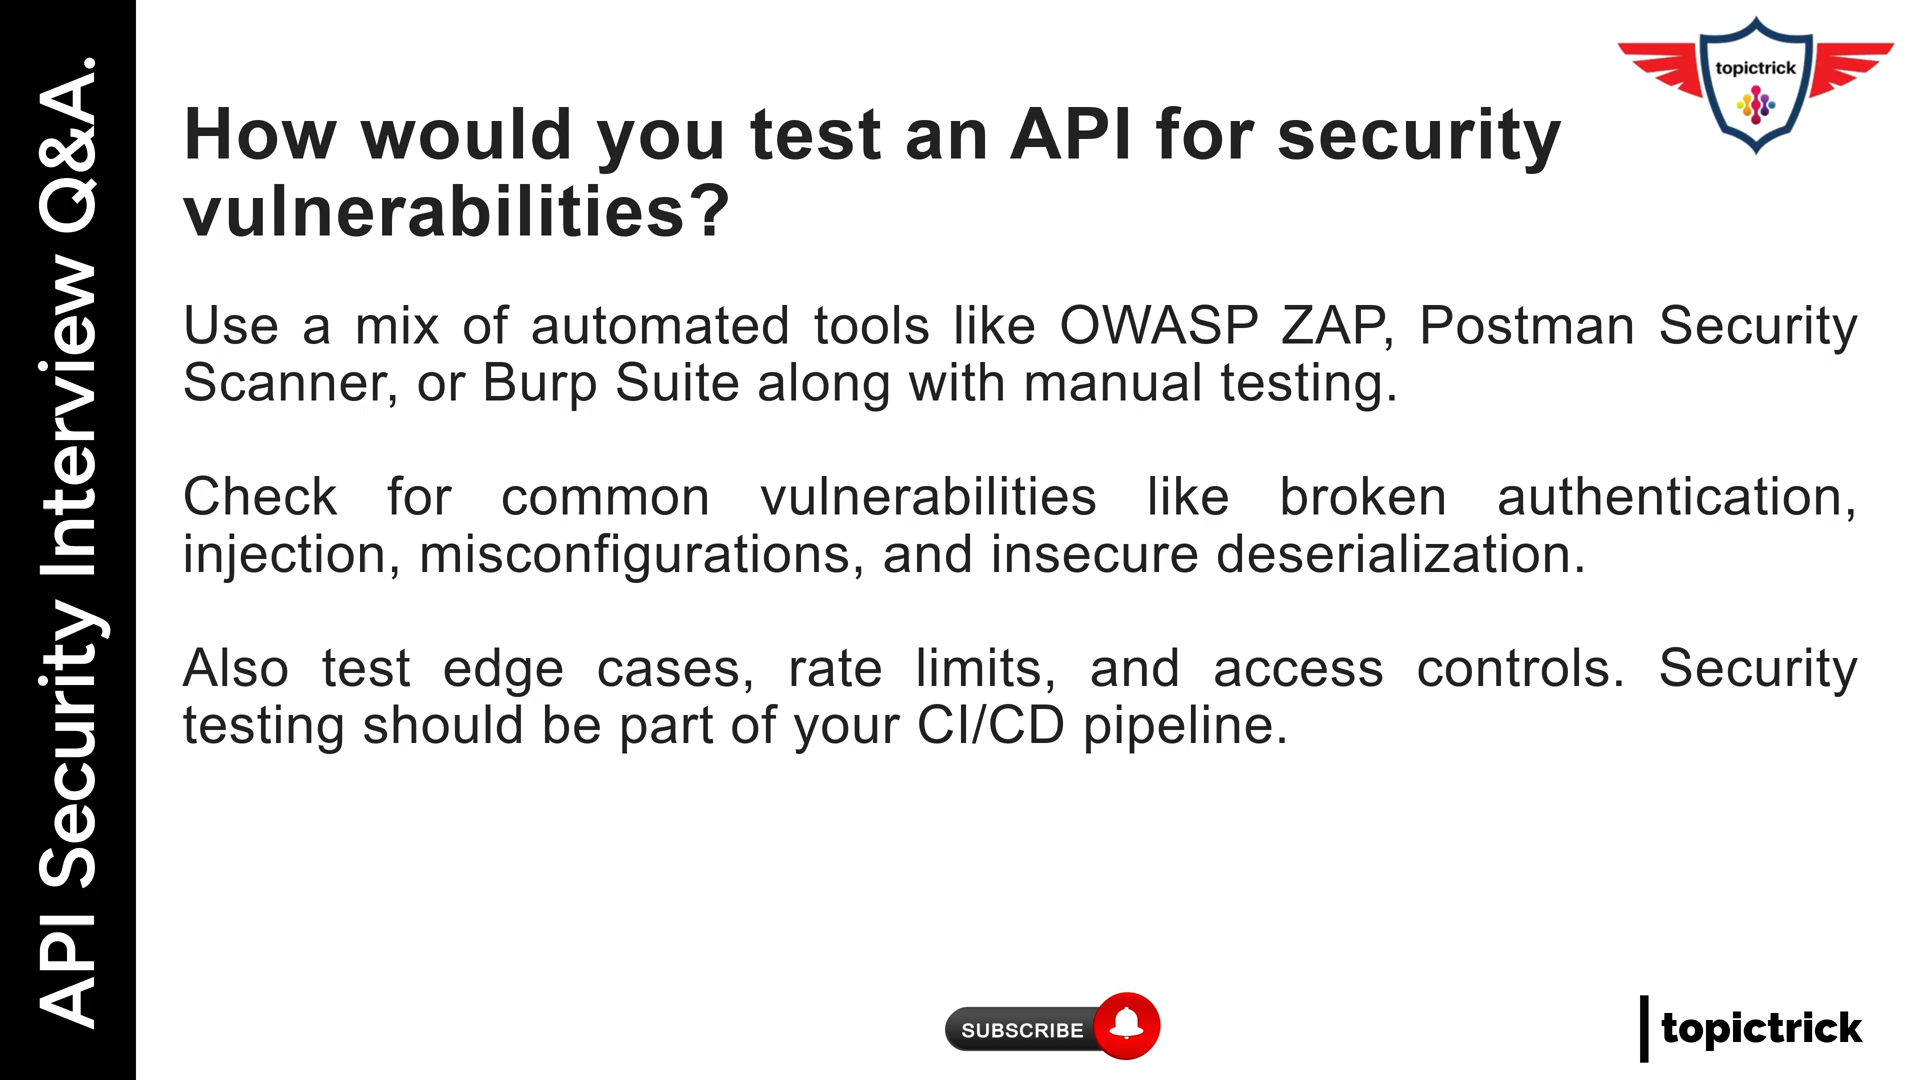 API Security Interview Q&A.
topictrick
How would you test an API for security
vulnerabilities?
Use a mix of automated tools like OWASP ZAP, Postman Security
Scanner, or Burp Suite along with manual testing.
Check for common vulnerabilities like broken authentication,
injection, misconfigurations, and insecure deserialization.
Also test edge cases, rate limits, and access controls. Security
testing should be part of your CI/CD pipeline.
SUBSCRIBE
topictrick